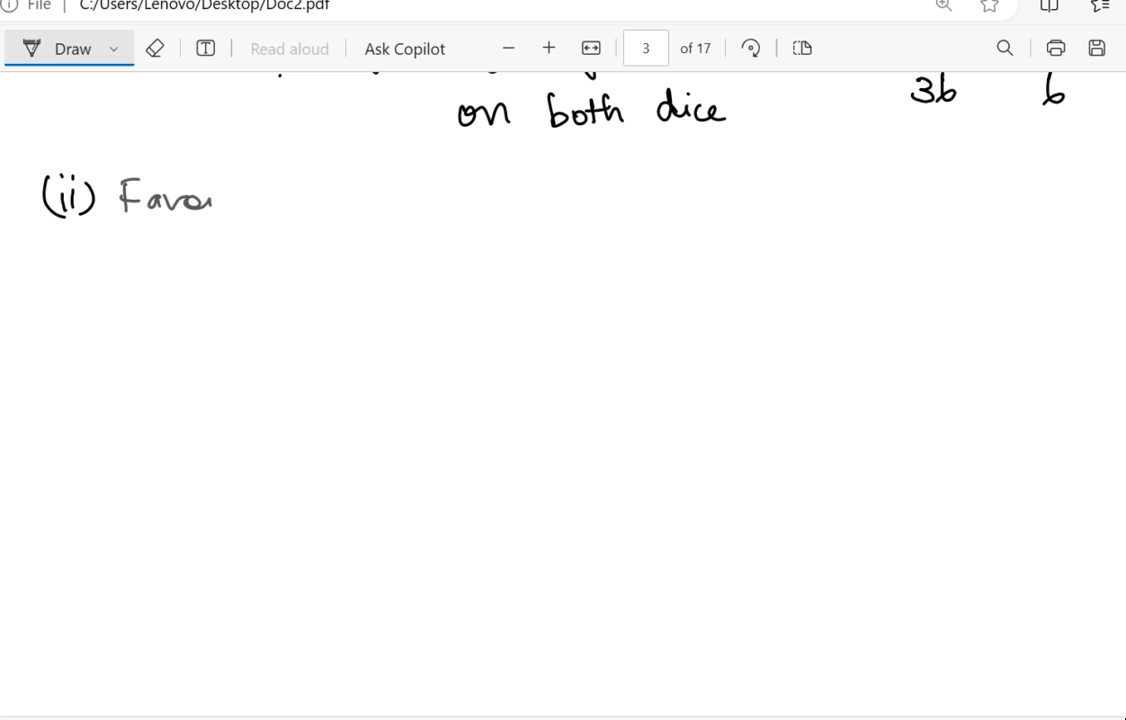 File | C:/Users/Lenovo/Desktop/Doc2.pdf
Draw Read aloud Ask Copilot 3 of 17
on both dice 36 6
(ii) Favou